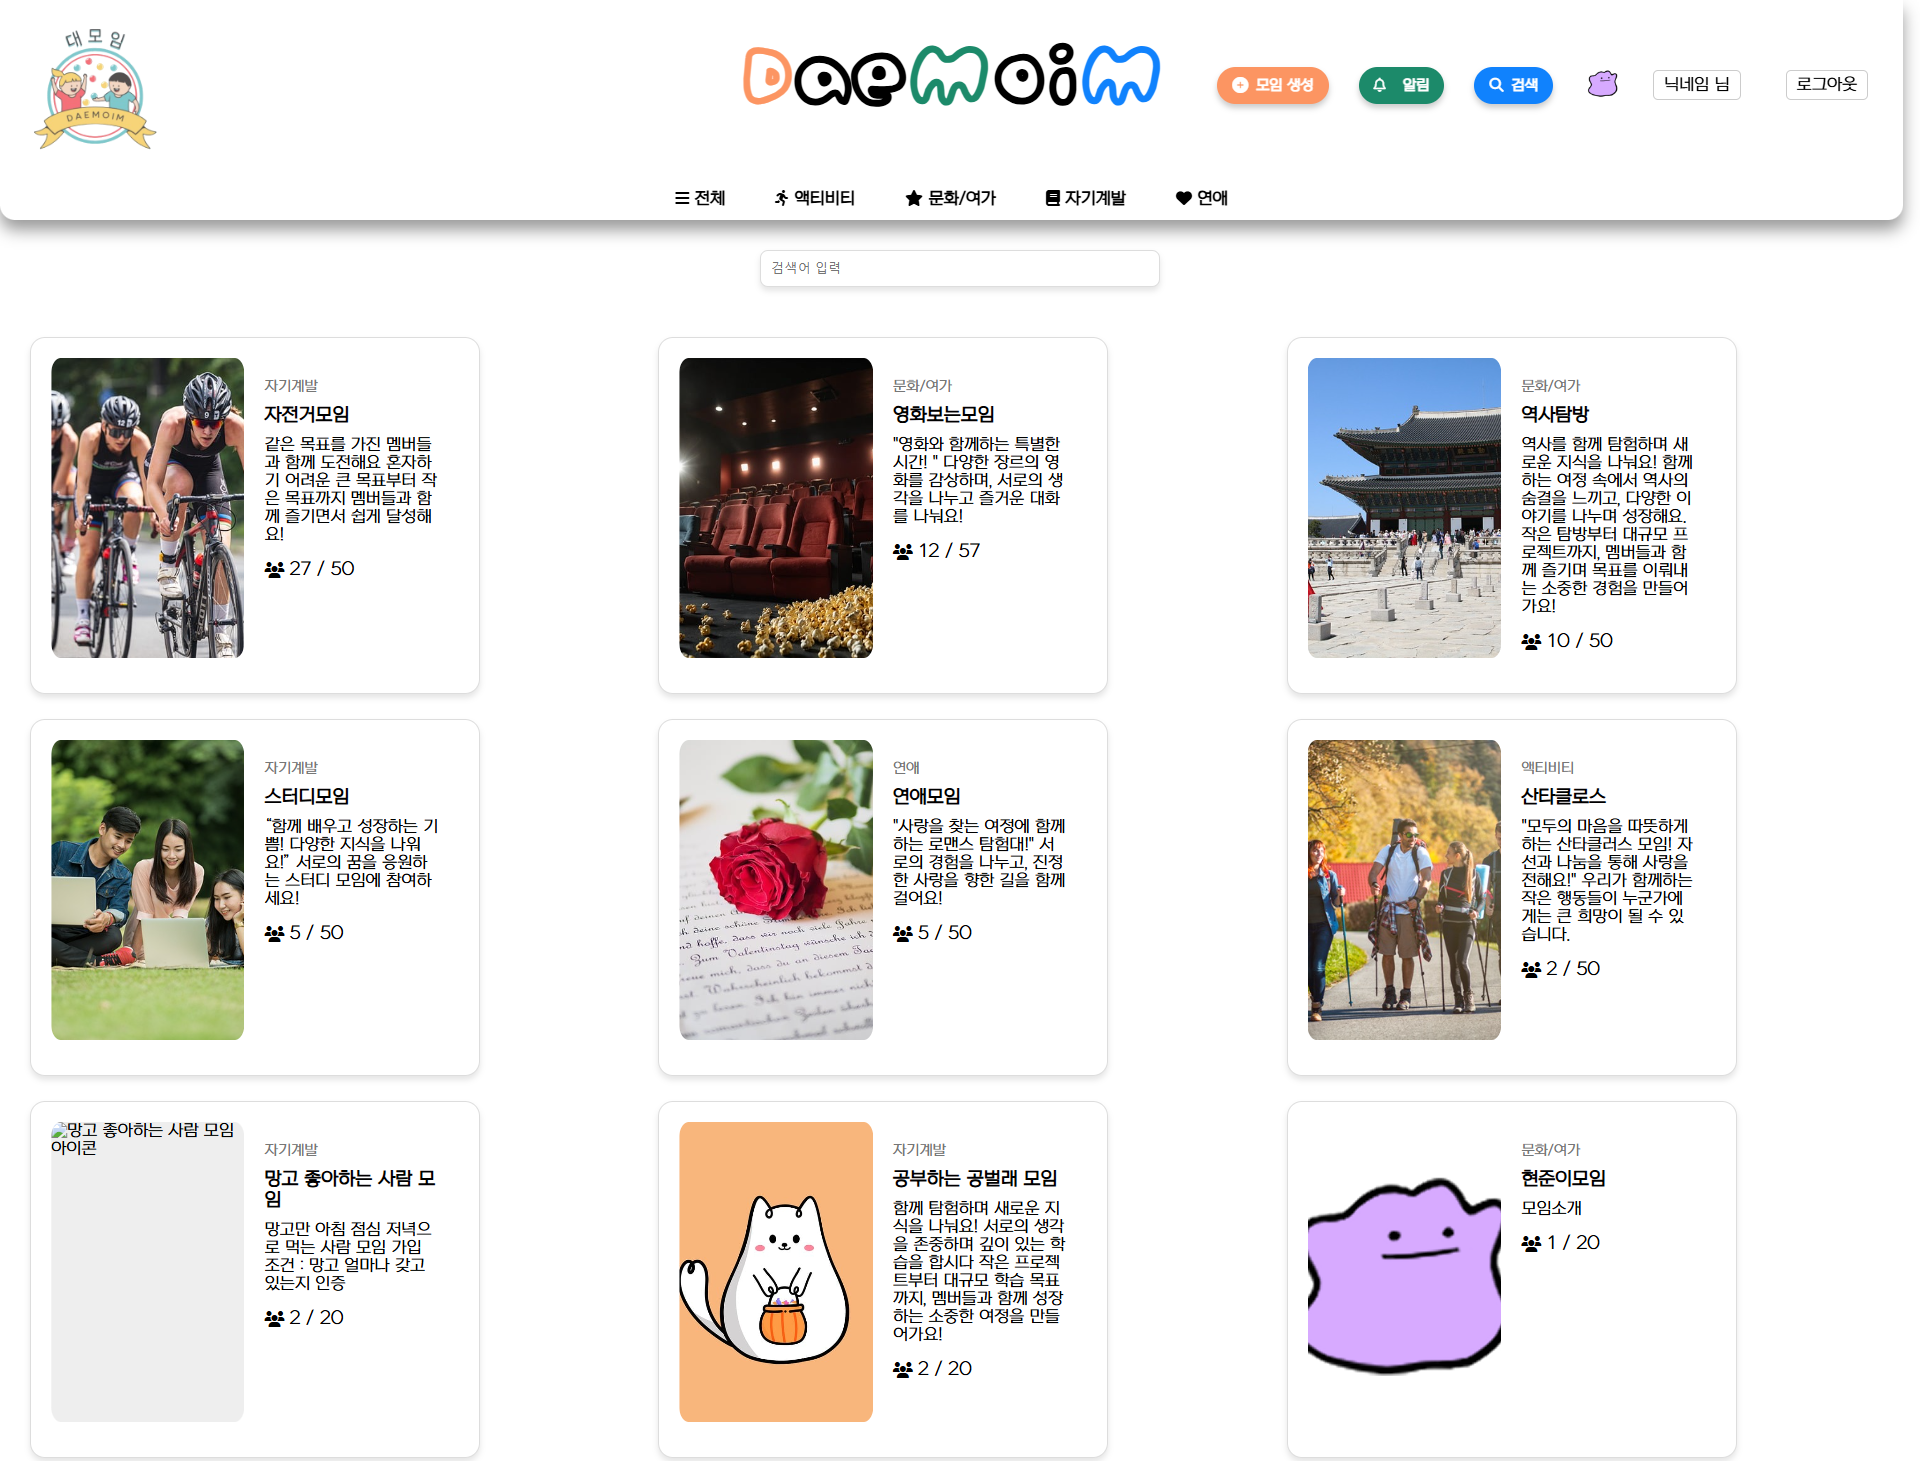 대모임
DAEMOIM
DaeMoiM
모임 생성
알림
검색
닉네임 님
로그아웃
전체
액티비티
문화/여가
자기계발
연애
검색어 입력
자기계발
자전거모임
같은 목표를 가진 멤버들
과 함께 도전해요 혼자하
기 어려운 큰 목표부터 작
은 목표까지 멤버들과 함
께 즐기면서 쉽게 달성해
요!
27 / 50
문화/여가
영화보는모임
"영화와 함께하는 특별한
시간! " 다양한 장르의 영
화를 감상하며, 서로의 생
각을 나누고 즐거운 대화
를 나눠요!
12 / 57
문화/여가
역사탐방
역사를 함께 탐험하며 새
로운 지식을 나눠요! 함께
하는 여정 속에서 역사의
숨결을 느끼고, 다양한 이
야기를 나누며 성장해요.
작은 탐방부터 대규모 프
로젝트까지, 멤버들과 함
께 즐기며 목표를 이뤄내
는 소중한 경험을 만들어
가요!
10 / 50
자기계발
스터디모임
“함께 배우고 성장하는 기
쁨! 다양한 지식을 나눠
요!” 서로의 꿈을 응원하
는 스터디 모임에 참여하
세요!
5 / 50
연애
연애모임
"사랑을 찾는 여정에 함께
하는 로맨스 탐험대!" 서
로의 경험을 나누고, 진정
한 사랑을 향한 길을 함께
걸어요!
5 / 50
액티비티
산타클로스
"모두의 마음을 따뜻하게
하는 산타클러스 모임! 자
선과 나눔을 통해 사랑을
전해요!" 우리가 함께하는
작은 행동들이 누군가에
게는 큰 희망이 될 수 있
습니다.
2 / 50
망고 좋아하는 사람 모임
아이콘
자기계발
망고 좋아하는 사람 모
임
망고만 아침 점심 저녁으
로 먹는 사람 모임 가입
조건 : 망고 얼마나 갖고
있는지 인증
2 / 20
자기계발
공부하는 공벌래 모임
함께 탐험하며 새로운 지
식을 나눠요! 서로의 생각
을 존중하며 깊이 있는 학
습을 합시다 작은 프로젝
트부터 대규모 학습 목표
까지, 멤버들과 함께 성장
하는 소중한 여정을 만들
어가요!
2 / 20
문화/여가
현준이모임
모임소개
1 / 20